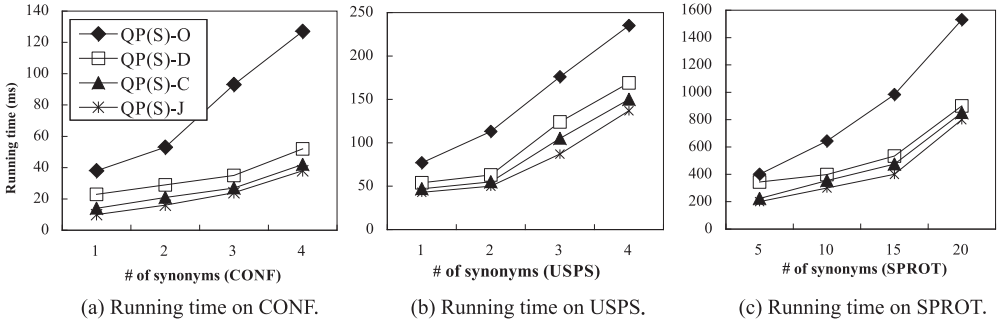 140
120
100
80
60
40
20
0
Running time (ms)
QP(S)-O
QP(S)-D
QP(S)-C
QP(S)-J
1 2 3 4
# of synonyms (CONF)
(a) Running time on CONF.
250
200
150
100
50
0
1 2 3 4
# of synonyms (USPS)
(b) Running time on USPS.
1600
1400
1200
1000
800
600
400
200
0
5 10 15 20
# of synonyms (SPROT)
(c) Running time on SPROT.